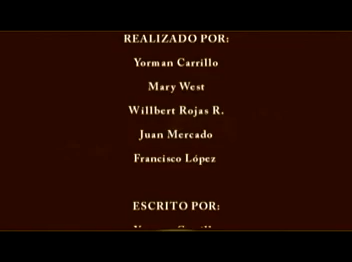 REALIZADO POR:
Yorman Carrillo
Mary West
Willbert Rojas R.
Juan Mercado
Francisco López
ESCRITO POR: